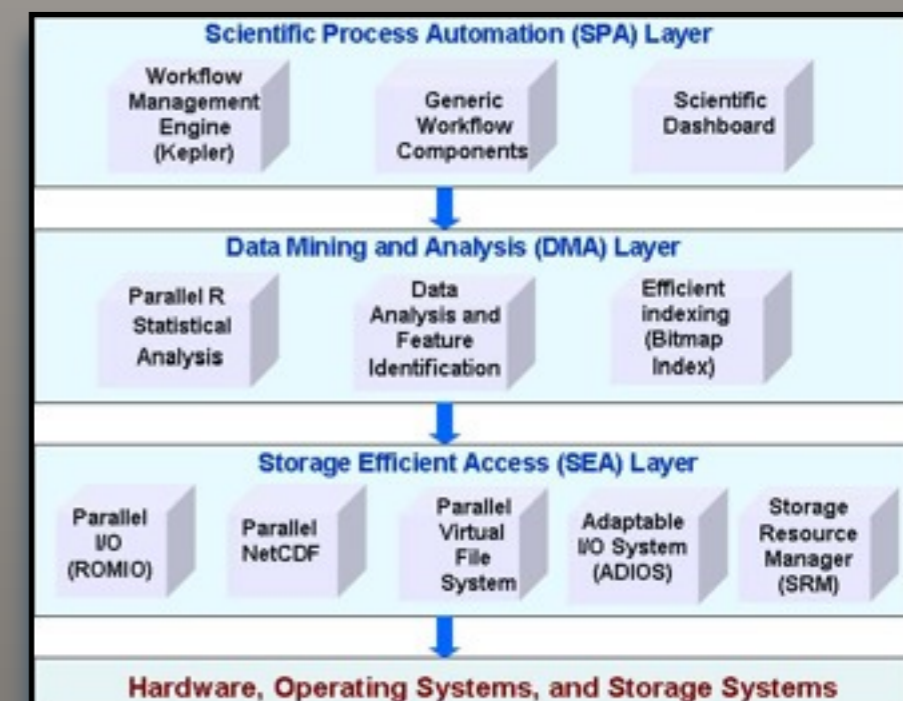 Scientific Process Automation (SPA) Layer
Workflow
Management
Engine
(Kepler)
Generic
Workflow
Components
Scientific
Dashboard
Data Mining and Analysis (DMA) Layer
Parallel R
Statistical
Analysis
Data
Analysis and
Feature
Identification
Efficient
indexing
(Bitmap
Index)
Storage Efficient Access (SEA) Layer
Parallel
I/O
(ROMIO)
Parallel
NetCDF
Parallel
Virtual
File
System
Adaptable
I/O System
(ADIOS)
Storage
Resource
Manager
(SRM)
Hardware, Operating Systems, and Storage Systems